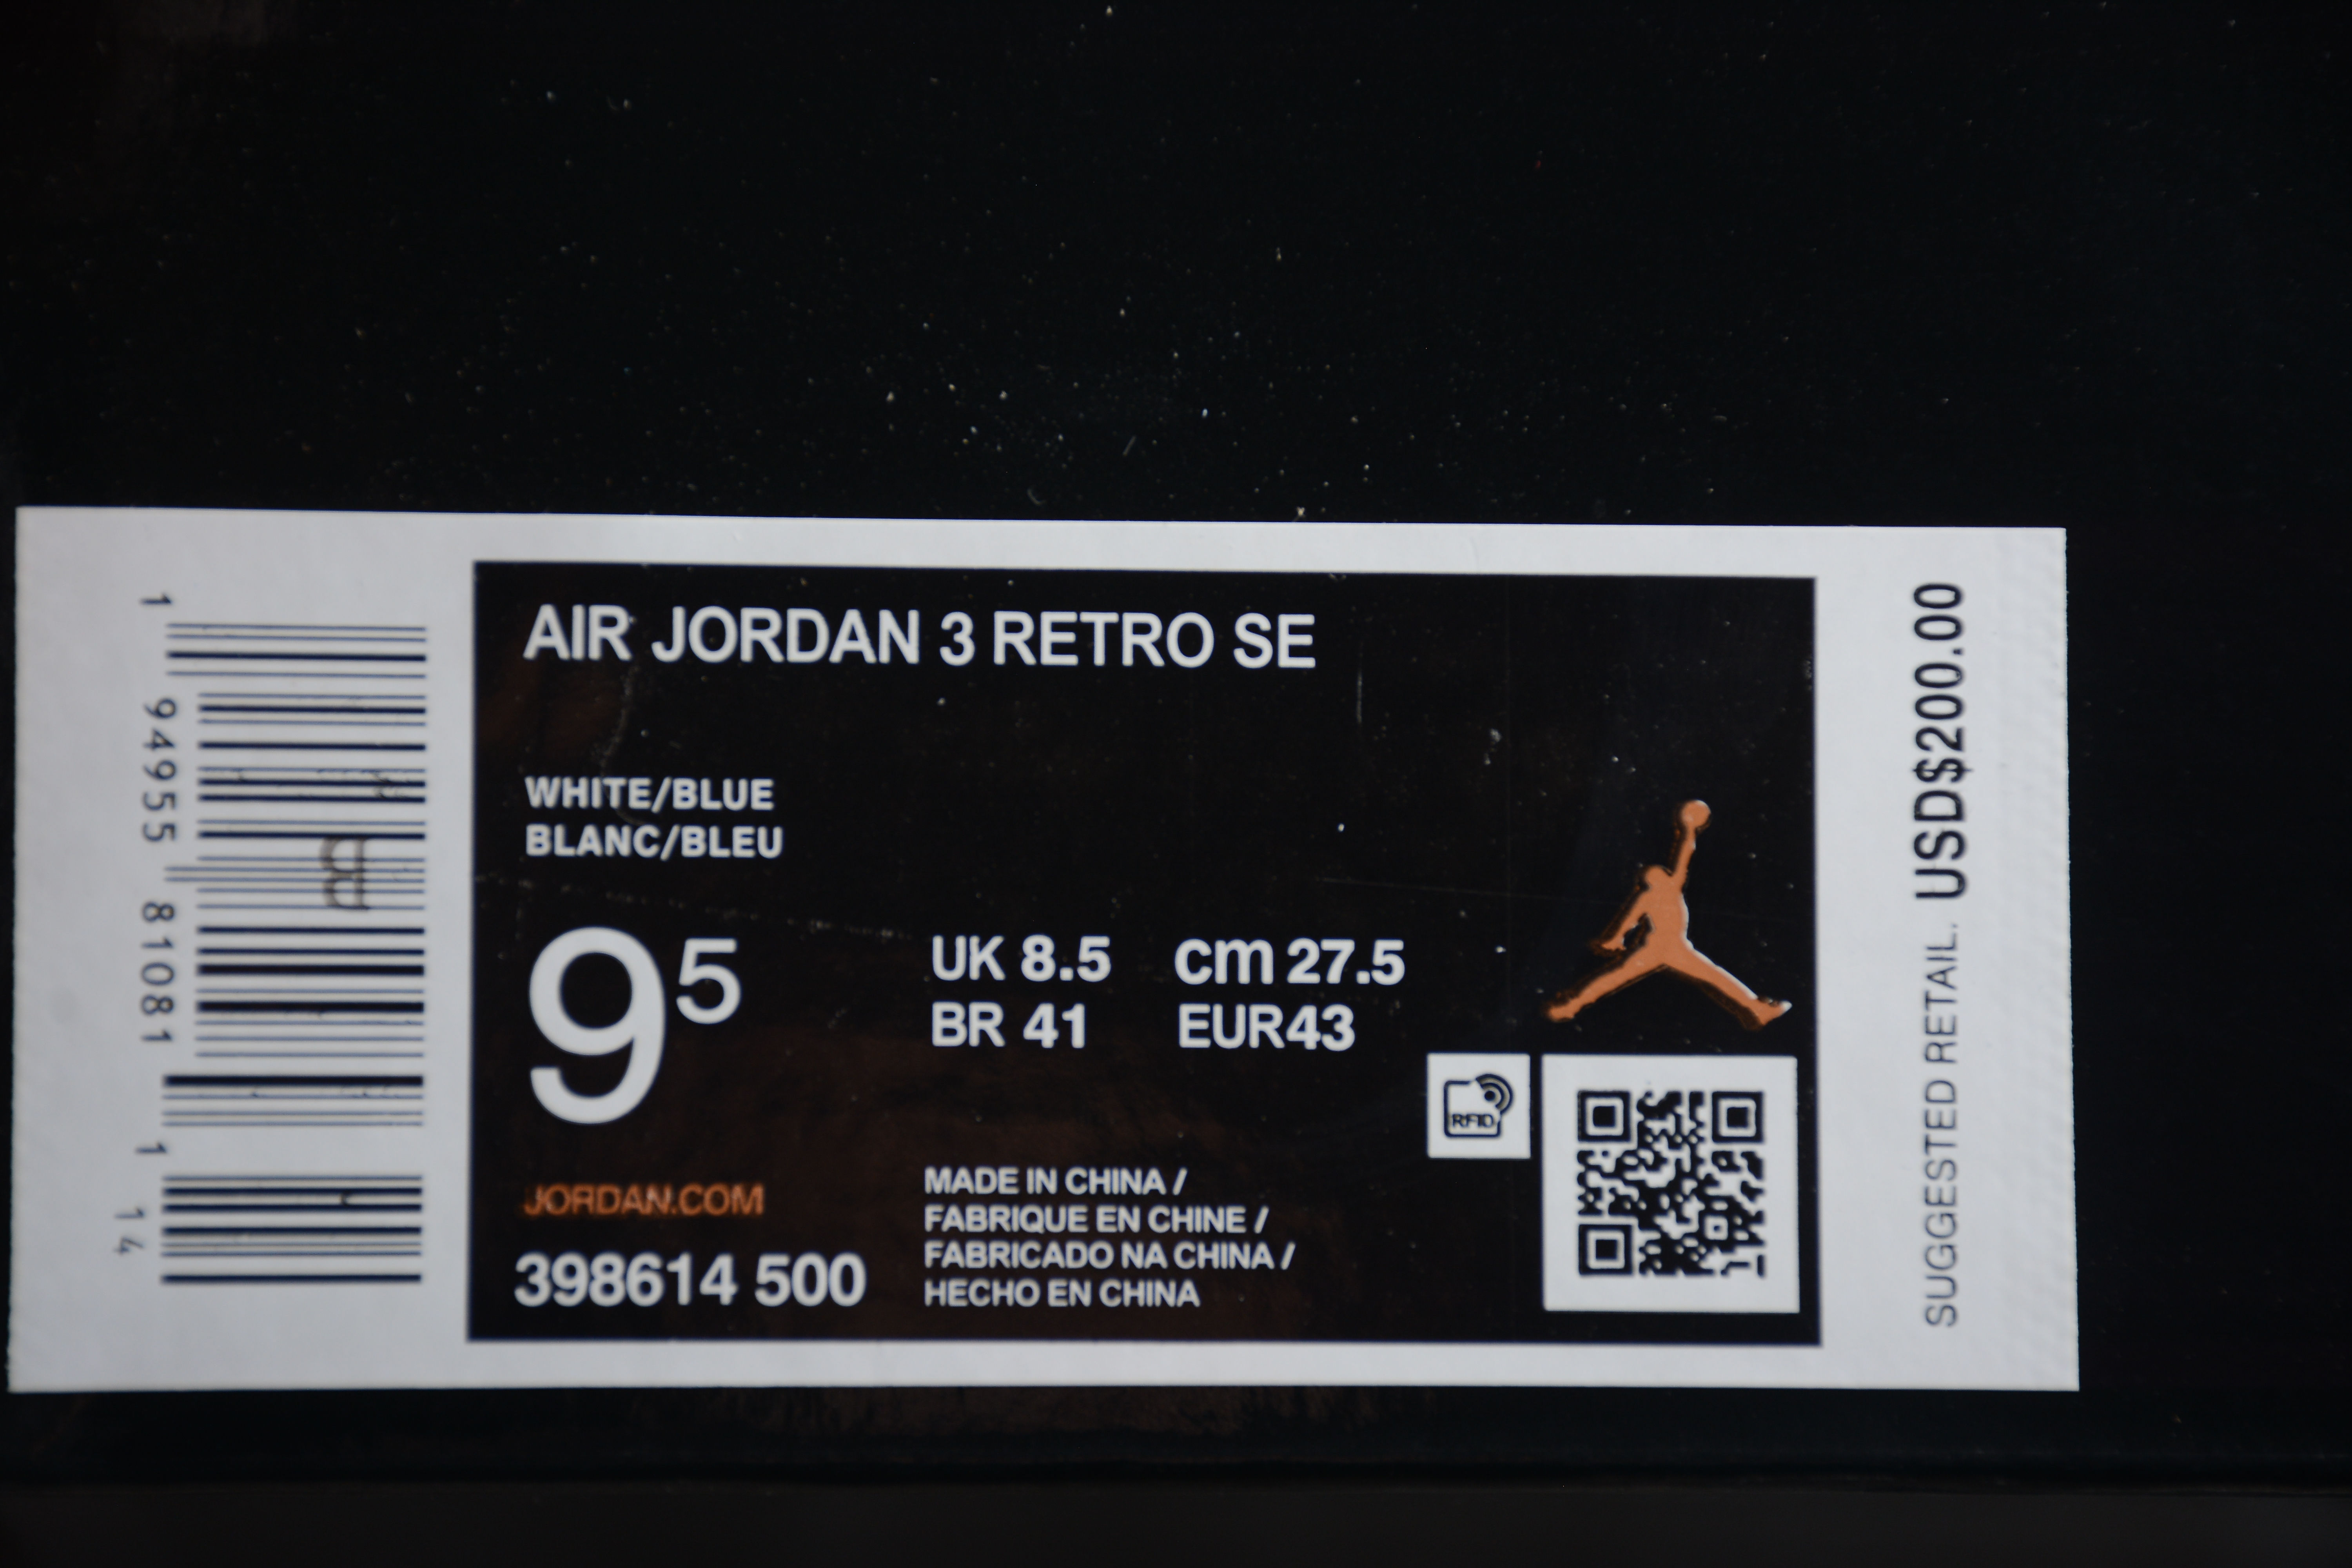 1
94955
81081
1
14
B
AIR JORDAN 3 RETRO SE
WHITE/BLUE
BLANC/BLEU
9⁵
UK 8.5
cm 27.5
BR 41
EUR43
RFID
JORDAN.COM
398614 500
MADE IN CHINA /
FABRIQUE EN CHINE /
FABRICADO NA CHINA /
HECHO EN CHINA
SUGGESTED RETAIL. USD$200.00